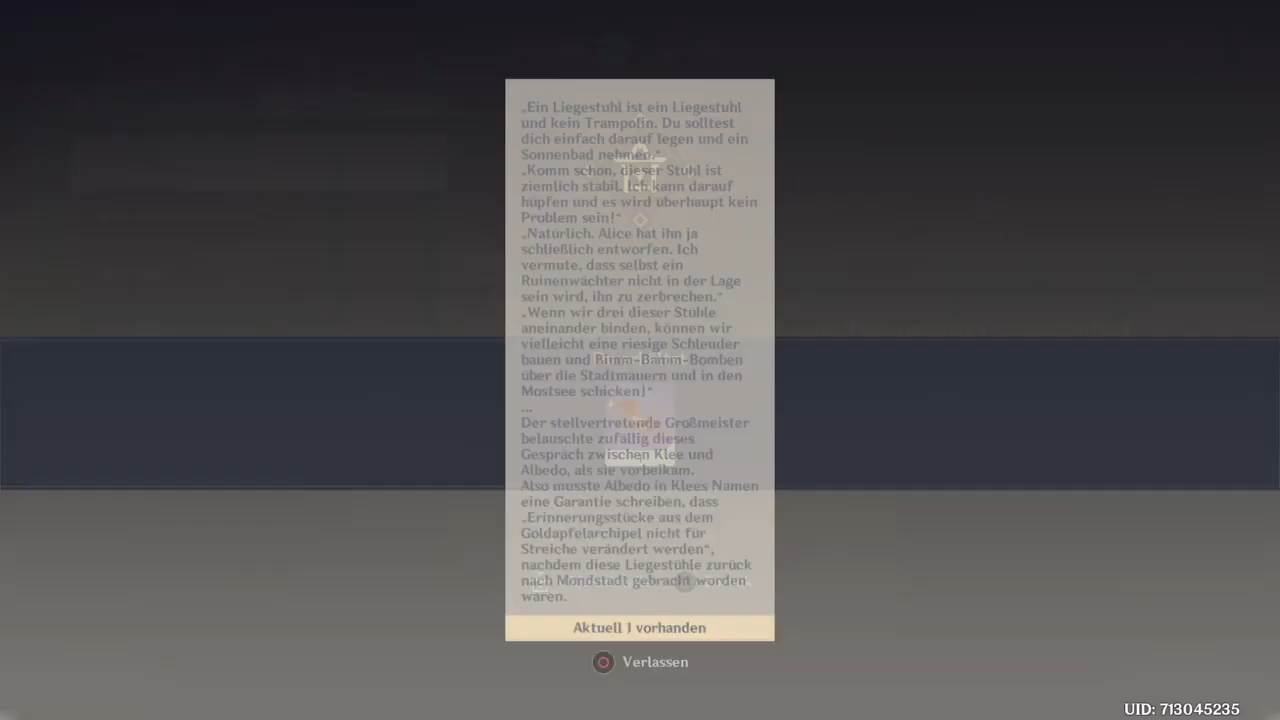 „Ein Liegestuhl ist ein Liegestuhl
und kein Trampolin. Du solltest
dich einfach darauf legen und ein
Sonnenbad nehmen.“
„Komm schon, dieser Stuhl ist
ziemlich stabil. Ich kann darauf
hüpfen und es wird überhaupt kein
Problem sein!“
„Natürlich. Alice hat ihn ja
schließlich entworfen. Ich
vermute, dass selbst ein
Ruinenwächter nicht in der Lage
sein wird, ihn zu zerbrechen.“
„Wenn wir drei dieser Stühle
aneinander binden, können wir
vielleicht eine riesige Schleuder
bauen und Bimm-Bamm-Bomben
über die Stadtmauern und in den
Mostsee schicken!“
...
Der stellvertretende Großmeister
belauschte zufällig dieses
Gespräch zwischen Klee und
Albedo, als sie vorbeikam.
Also musste Albedo in Klees Namen
eine Garantie schreiben, dass
„Erinnerungsstücke aus dem
Goldapfelarchipel nicht für
Streiche verändert werden“,
nachdem diese Liegestühle zurück
nach Mondstadt gebracht worden
waren.
Aktuell 1 vorhanden
Verlassen
UID: 713045235